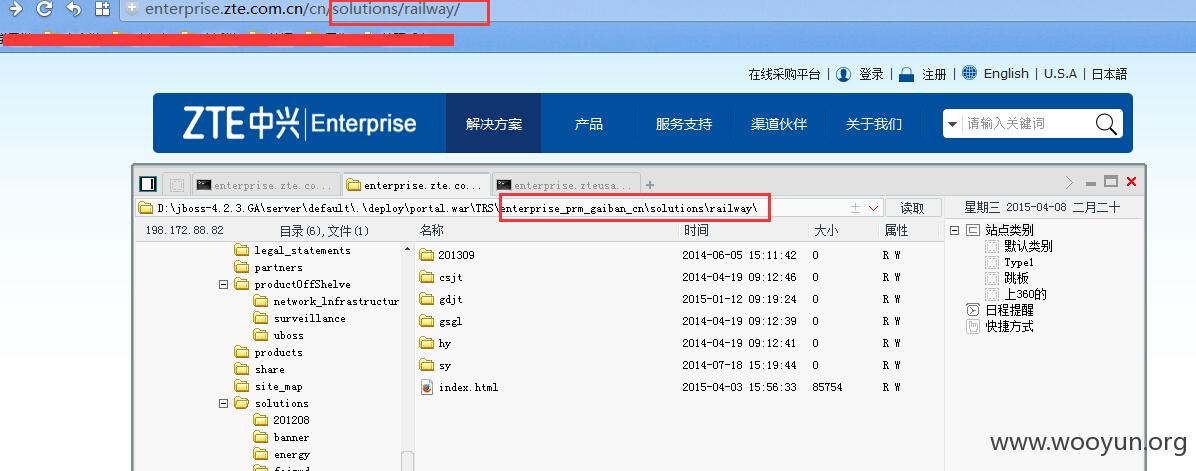 enterprise.zte.com.cn/cn/solutions/railway/
在线采购平台 | 登录 | 注册 | English | U.S.A | 日本語
ZTE中兴 Enterprise 解决方案 产品 服务支持 渠道伙伴 关于我们 请输入关键词
enterprise.zte.co... enterprise.zte.co... enterprise.zteusa... +
D:\jboss-4.2.3.GA\server\default\.\deploy\portal.war\TRS\enterprise_prm_gaiban_cn\solutions\railway\ 读取
星期三 2015-04-08 二月二十
198.172.88.82 目录(6),文件(1)
legal_statements
partners
productOffShelve
network_lnfrastructur
surveillance
uboss
products
share
site_map
solutions
201208
banner
energy
名称 时间 大小 属性
201309 2014-06-05 15:11:42 0 R W
csjt 2014-04-19 09:12:46 0 R W
gdjt 2015-01-12 09:19:24 0 R W
gsgl 2014-04-19 09:12:39 0 R W
hy 2014-04-19 09:12:41 0 R W
sy 2014-07-18 15:19:44 0 R W
index.html 2015-04-03 15:56:33 85754 R W
站点类别
默认类别
Type1
跳板
上360的
日程提醒
快捷方式
www.wooyun.org